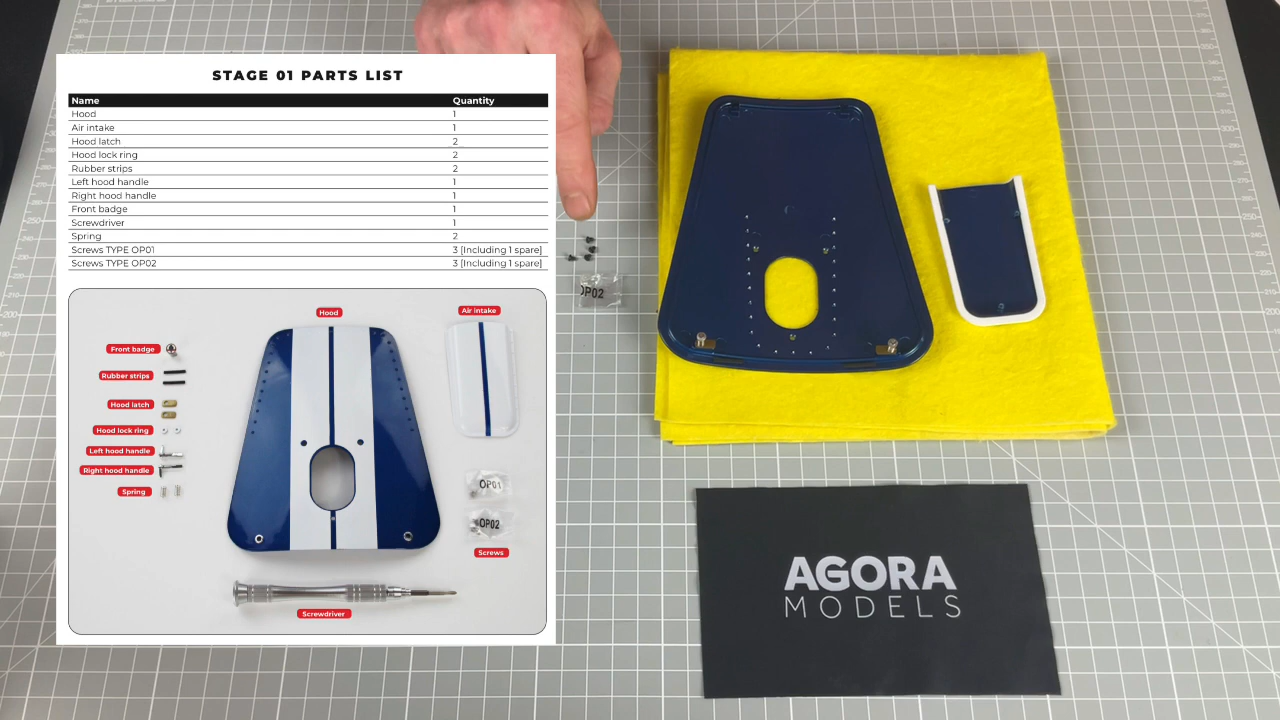 STAGE 01 PARTS LIST
Name Quantity
Hood 1
Air intake 1
Hood latch 2
Hood lock ring 2
Rubber strips 2
Left hood handle 1
Right hood handle 1
Front badge 1
Screwdriver 1
Spring 2
Screws TYPE OP01 3 [Including 1 spare]
Screws TYPE OP02 3 [Including 1 spare]
Hood
Air intake
Front badge
Rubber strips
Hood latch
Hood lock ring
Left hood handle
Right hood handle
Spring
OP01
OP02
Screws
Screwdriver
OP02
AGORA
MODELS